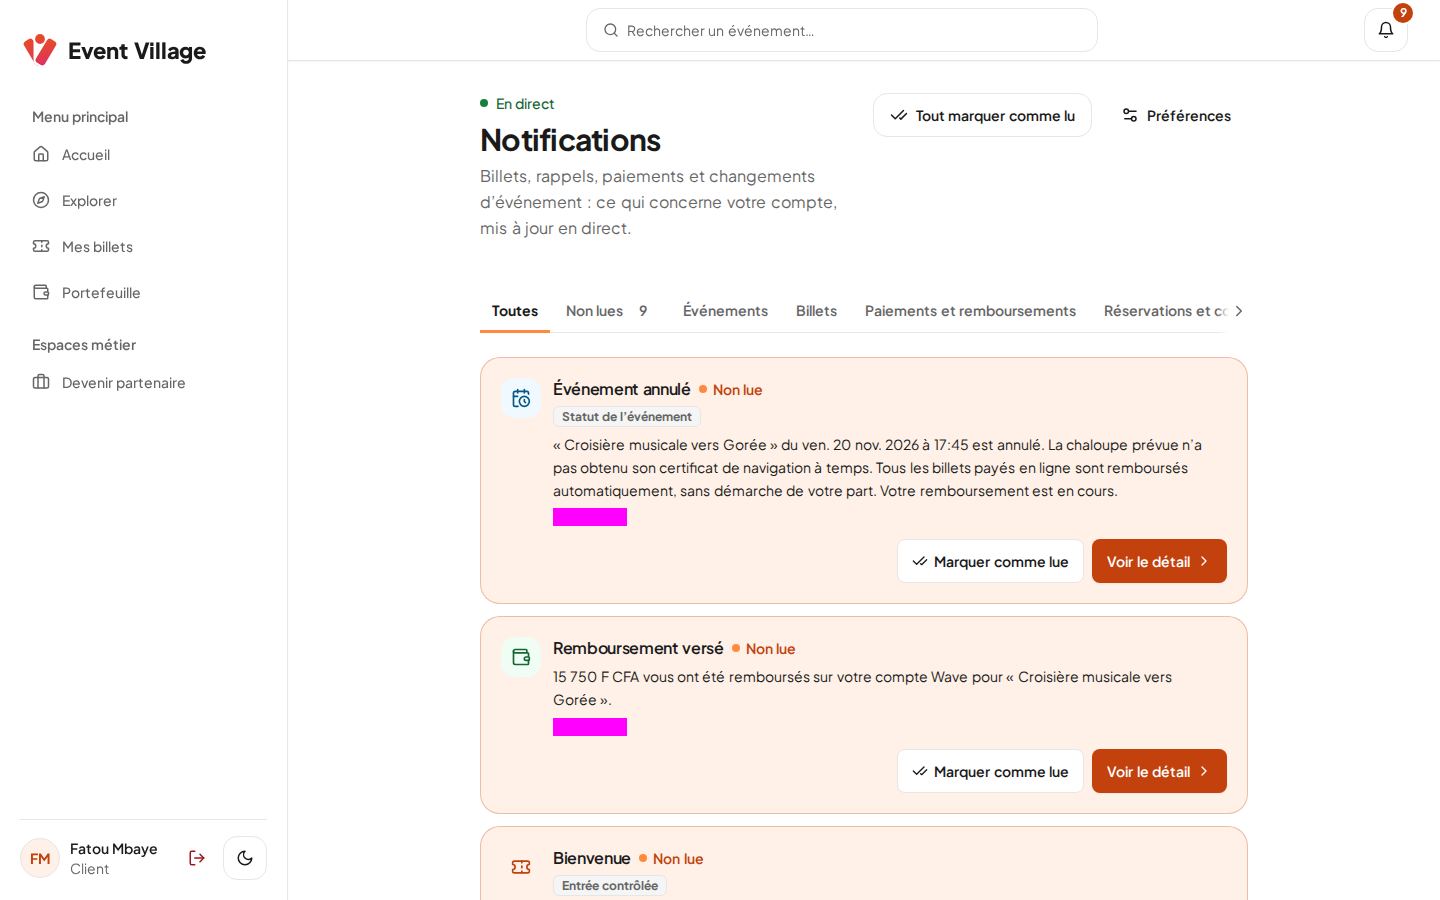 Event Village
Rechercher un événement…
9
Menu principal
Accueil
Explorer
Mes billets
Portefeuille
Espaces métier
Devenir partenaire
FM
Fatou Mbaye
Client
En direct
Notifications
Billets, rappels, paiements et changements
d’événement : ce qui concerne votre compte,
mis à jour en direct.
Tout marquer comme lu
Préférences
Toutes
Non lues 9
Événements
Billets
Paiements et remboursements
Réservations et
Événement annulé
Non lue
Statut de l’événement
« Croisière musicale vers Gorée » du ven. 20 nov. 2026 à 17:45 est annulé. La chaloupe prévue n’a
pas obtenu son certificat de navigation à temps. Tous les billets payés en ligne sont remboursés
automatiquement, sans démarche de votre part. Votre remboursement est en cours.
Marquer comme lue
Voir le détail
Remboursement versé
Non lue
15 750 F CFA vous ont été remboursés sur votre compte Wave pour « Croisière musicale vers
Gorée ».
Marquer comme lue
Voir le détail
Bienvenue
Non lue
Entrée contrôlée